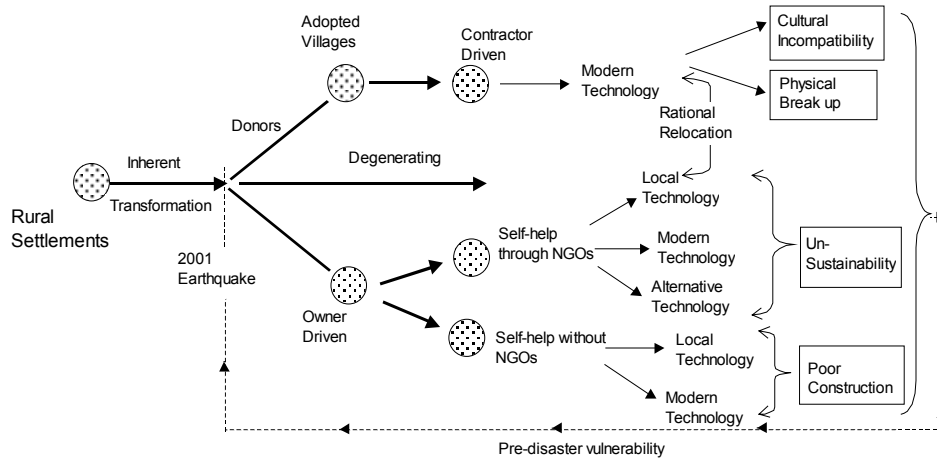 Adopted
Villages
Contractor
Driven
Cultural
Incompatibility
Modern
Technology
Physical
Break up
Donors
Rational
Relocation
Inherent
Degenerating
Transformation
Local
Technology
Rural
Settlements
2001
Earthquake
Self-help
through NGOs
Modern
Technology
Un-
Sustainability
Alternative
Technology
Owner
Driven
Self-help without
NGOs
Local
Technology
Poor
Construction
Modern
Technology
Pre-disaster vulnerability